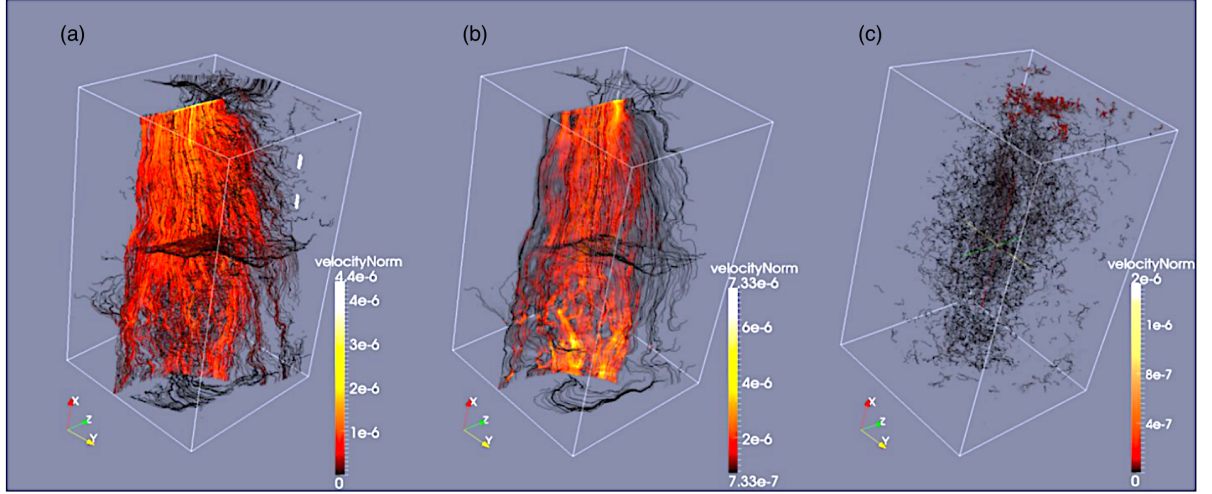 (a)
(b)
(c)
velocityNorm
4.4e-6
4e-6
3e-6
2e-6
1e-6
0
X
Z
Y
velocityNorm
7.33e-6
6e-6
4e-6
2e-6
7.33e-7
X
Z
Y
velocityNorm
2e-6
1e-6
8e-7
4e-7
0
X
Z
Y